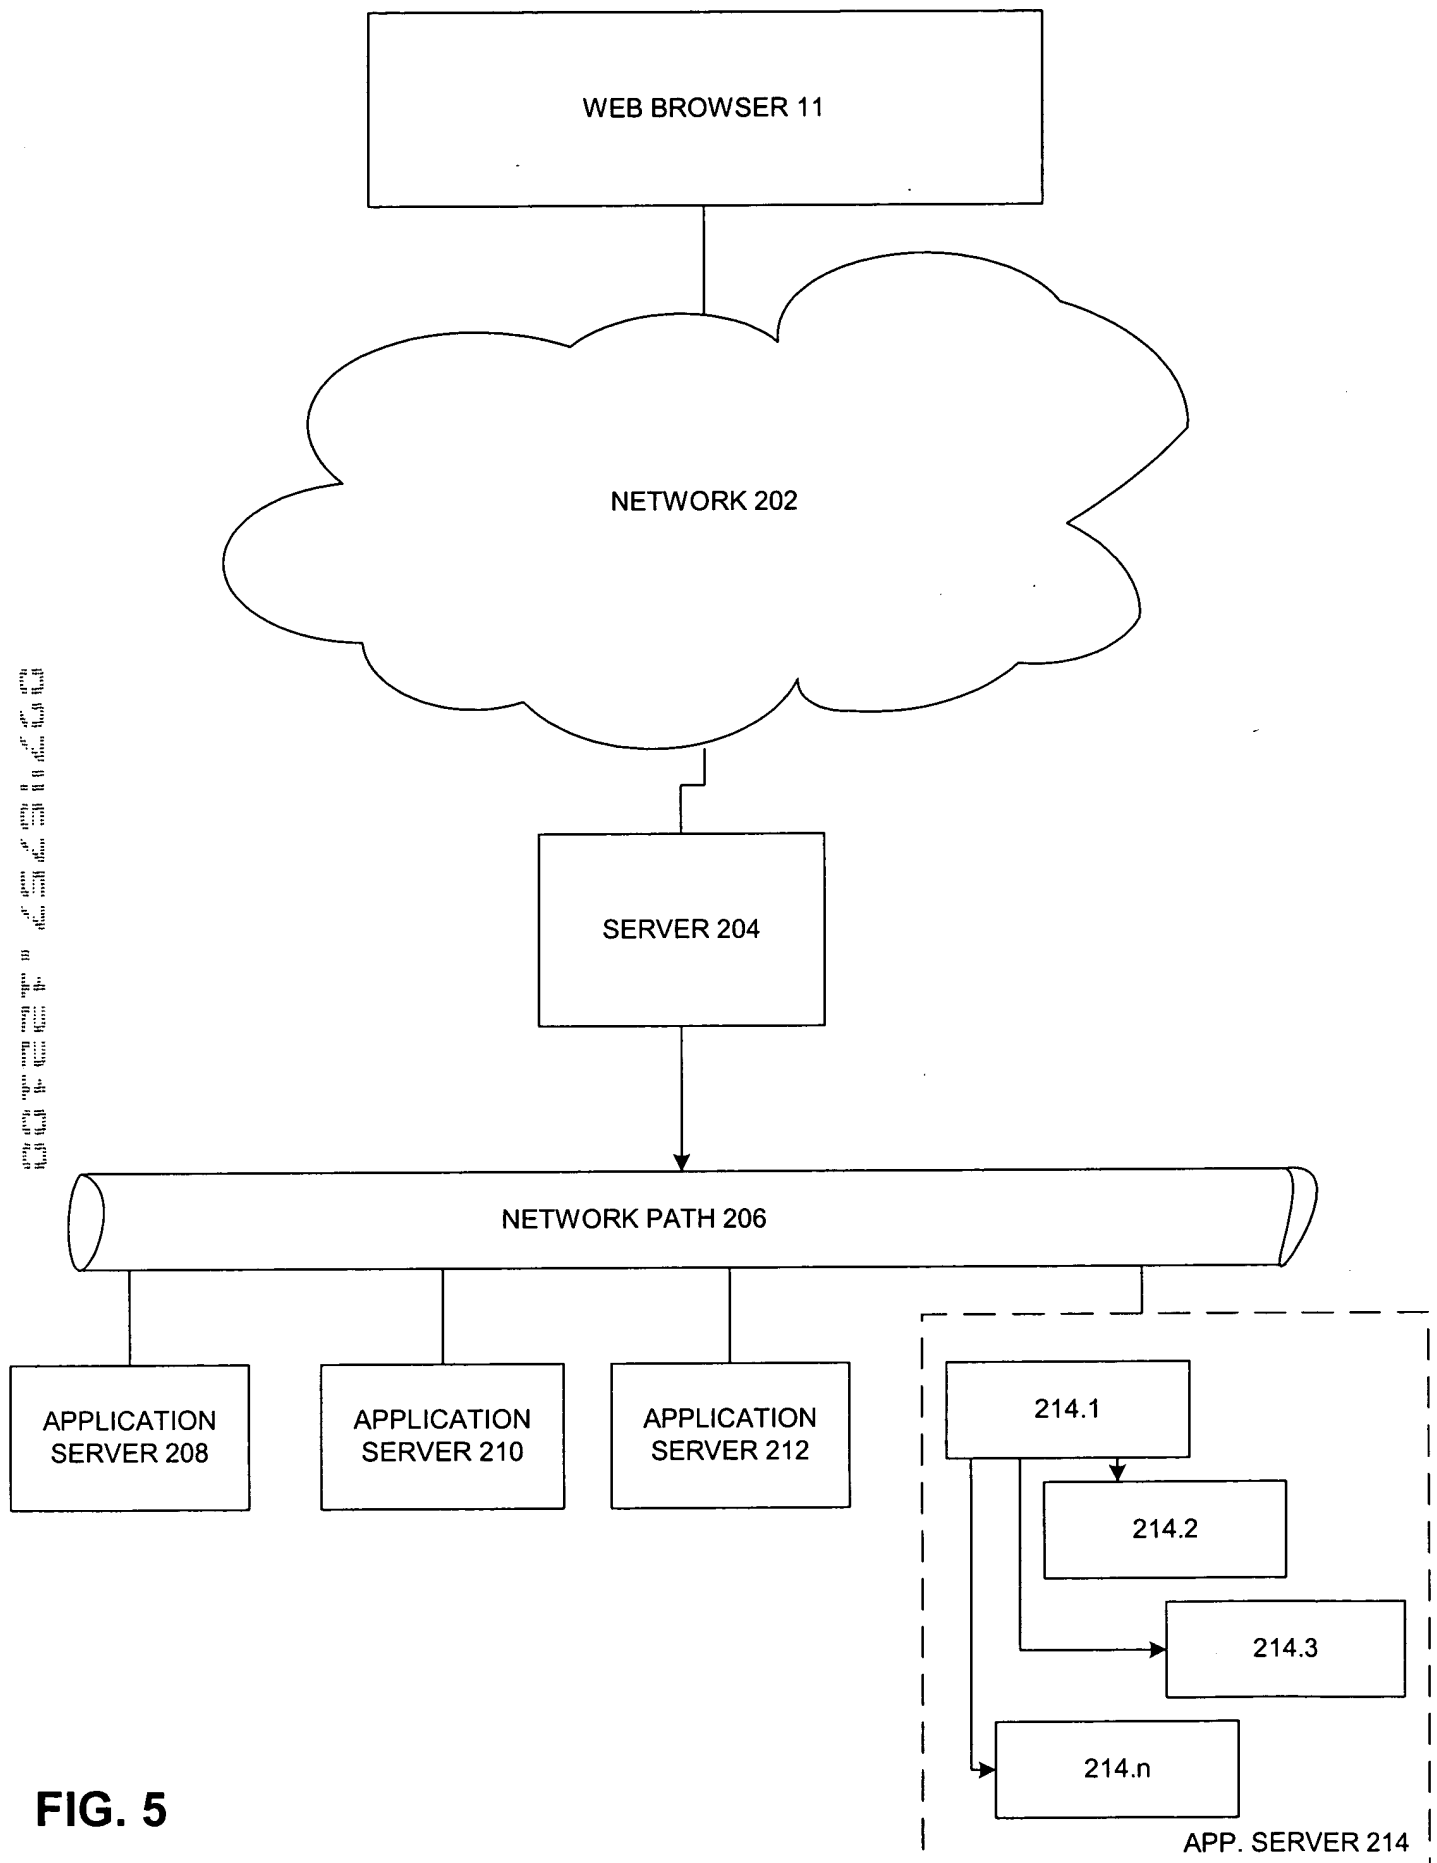 WEB BROWSER 11
NETWORK 202
SERVER 204
NETWORK PATH 206
APPLICATION
SERVER 208
APPLICATION
SERVER 210
APPLICATION
SERVER 212
214.1
214.2
214.3
214.n
APP. SERVER 214
FIG. 5